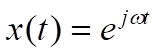 x(t) = e^{jωt}